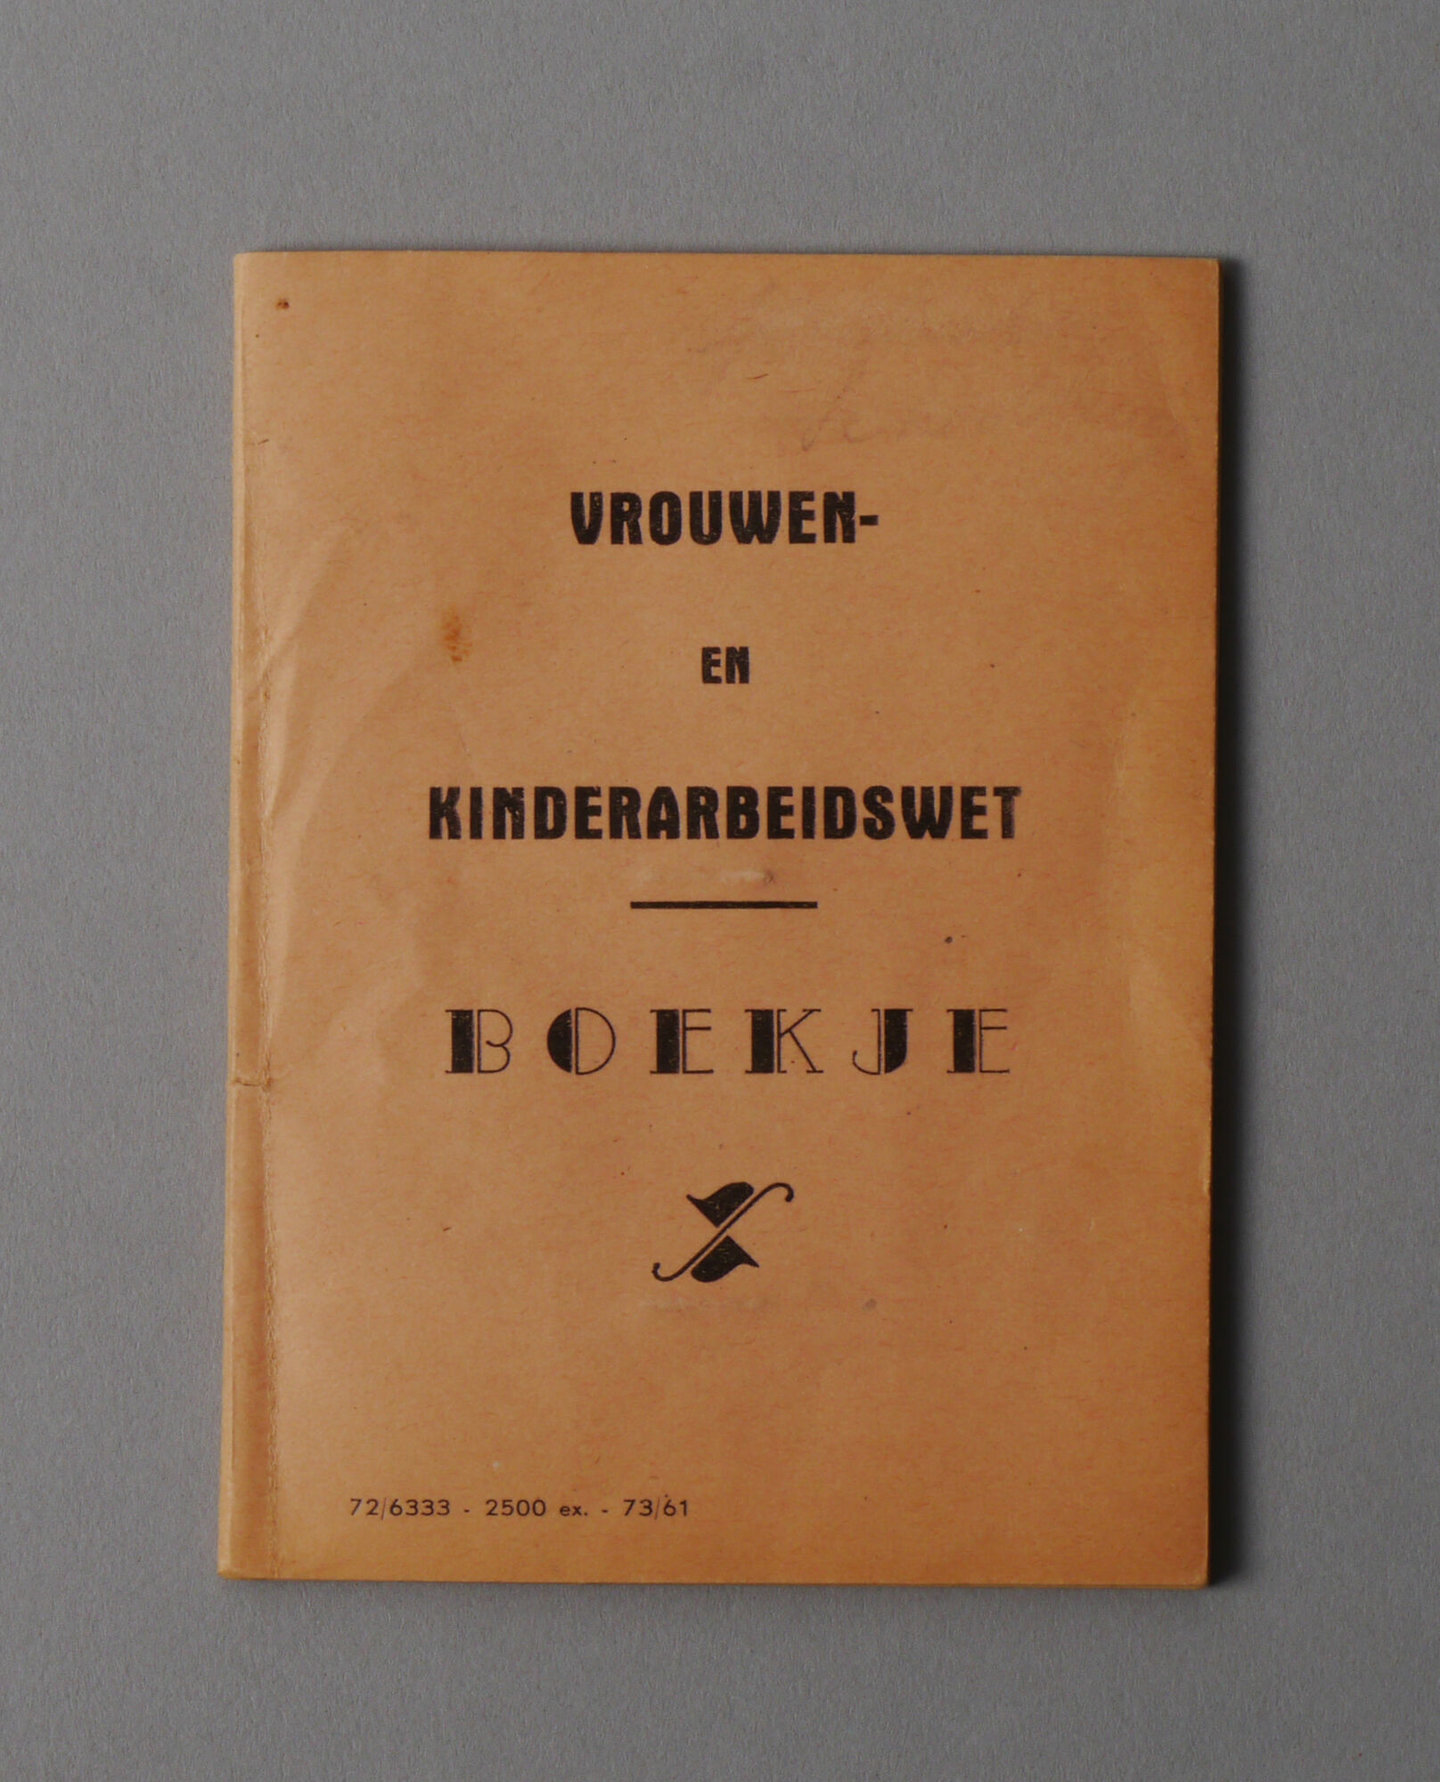 VROUWEN-
EN
KINDERARBEIDSWET
BOEKJE
72/6333 - 2500 ex. - 73/61